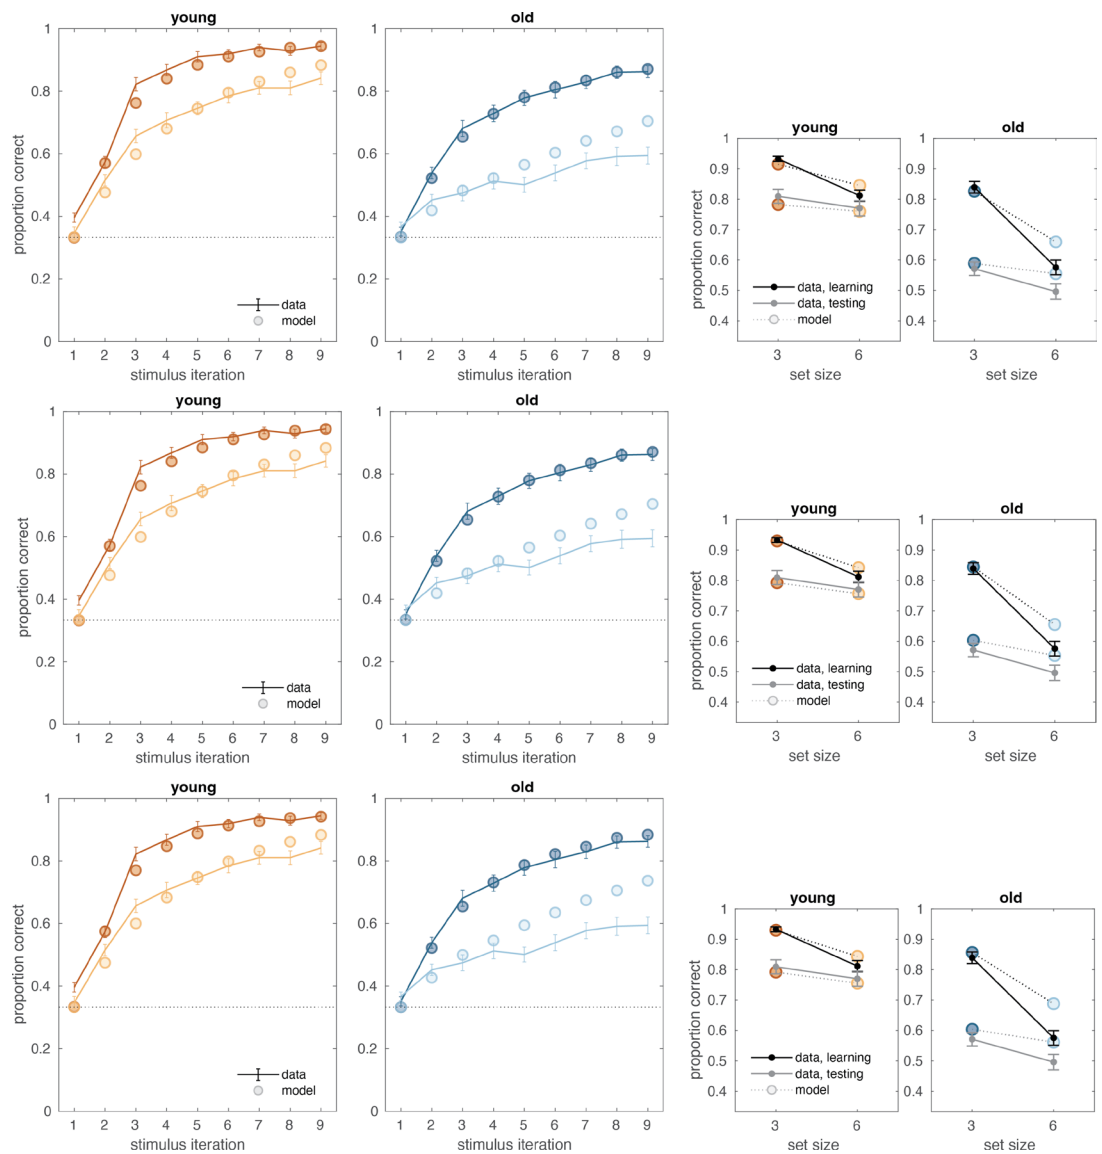 young
old
1
0.8
0.6
0.4
0.2
0
proportion correct
data
model
1 2 3 4 5 6 7 8 9
stimulus iteration
1
0.8
0.6
0.4
0.2
0
1 2 3 4 5 6 7 8 9
stimulus iteration
young
old
1
0.9
0.8
0.7
0.6
0.5
0.4
proportion correct
data, learning
data, testing
model
3 6
set size
1
0.9
0.8
0.7
0.6
0.5
0.4
3 6
set size
young
old
1
0.8
0.6
0.4
0.2
0
proportion correct
data
model
1 2 3 4 5 6 7 8 9
stimulus iteration
1
0.8
0.6
0.4
0.2
0
1 2 3 4 5 6 7 8 9
stimulus iteration
young
old
1
0.9
0.8
0.7
0.6
0.5
0.4
proportion correct
data, learning
data, testing
model
3 6
set size
1
0.9
0.8
0.7
0.6
0.5
0.4
3 6
set size
young
old
1
0.8
0.6
0.4
0.2
0
proportion correct
data
model
1 2 3 4 5 6 7 8 9
stimulus iteration
1
0.8
0.6
0.4
0.2
0
1 2 3 4 5 6 7 8 9
stimulus iteration
young
old
1
0.9
0.8
0.7
0.6
0.5
0.4
proportion correct
data, learning
data, testing
model
3 6
set size
1
0.9
0.8
0.7
0.6
0.5
0.4
3 6
set size